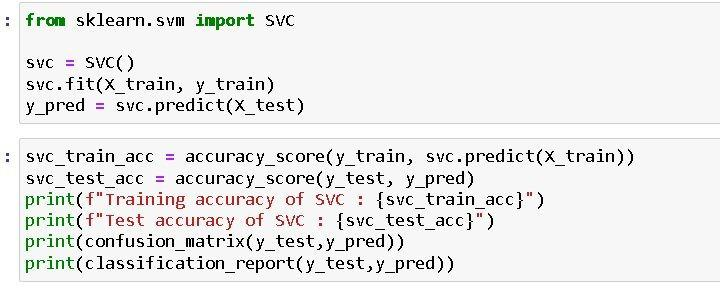 : from sklearn.svm import SVC
svc = SVC()
svc.fit(X_train, y_train)
y_pred = svc.predict(X_test)
: svc_train_acc = accuracy_score(y_train, svc.predict(X_train))
svc_test_acc = accuracy_score(y_test, y_pred)
print(f"Training accuracy of SVC : {svc_train_acc}")
print(f"Test accuracy of SVC : {svc_test_acc}")
print(confusion_matrix(y_test,y_pred))
print(classification_report(y_test,y_pred))